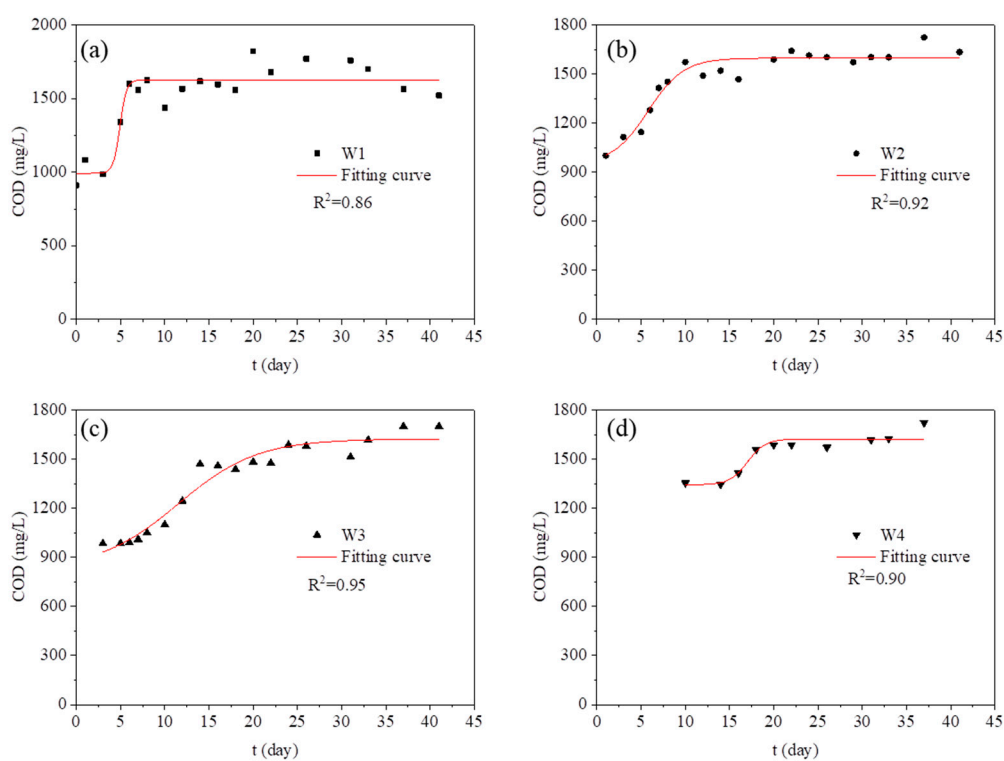 (a)
2000
1500
1000
500
0
COD (mg/L)
W1
Fitting curve
R²=0.86
0 5 10 15 20 25 30 35 40 45
t (day)
(b)
1800
1500
1200
900
600
300
0
COD (mg/L)
W2
Fitting curve
R²=0.92
0 5 10 15 20 25 30 35 40 45
t (day)
(c)
1800
1500
1200
900
600
300
0
COD (mg/L)
W3
Fitting curve
R²=0.95
0 5 10 15 20 25 30 35 40 45
t (day)
(d)
1800
1500
1200
900
600
300
0
COD (mg/L)
W4
Fitting curve
R²=0.90
0 5 10 15 20 25 30 35 40 45
t (day)